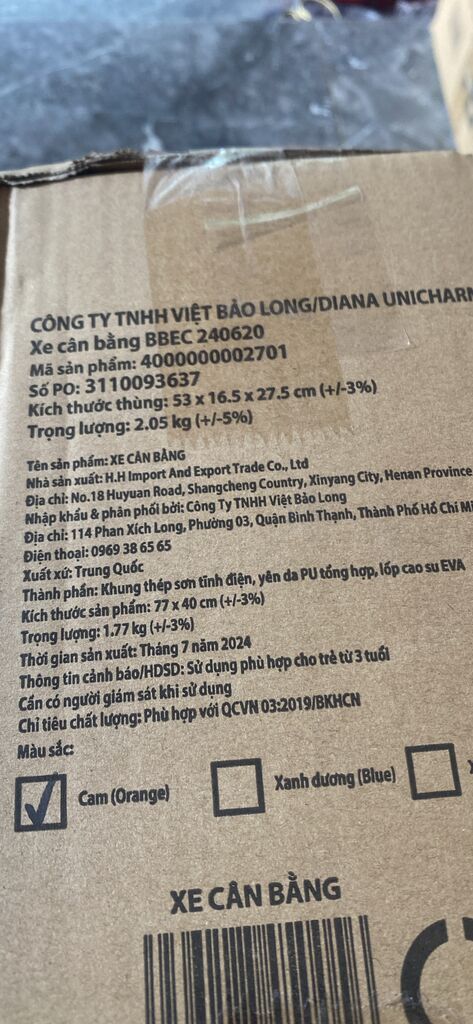 CÔNG TY TNHH VIỆT BẢO LONG/DIANA UNICHARM
Xe cân bằng BBEC 240620
Mã sản phẩm: 4000000002701
Số PO: 3110093637
Kích thước thùng: 53 x 16.5 x 27.5 cm (+/-3%)
Trọng lượng: 2.05 kg (+/-5%)
Tên sản phẩm: XE CÂN BẰNG
Nhà sản xuất: H.H Import And Export Trade Co., Ltd
Địa chỉ: No.18 Huyuan Road, Shangcheng Country, Xinyang City, Henan Province
Nhập khẩu & phân phối bởi: Công Ty TNHH Việt Bảo Long
Địa chỉ: 114 Phan Xích Long, Phường 03, Quận Bình Thạnh, Thành Phố Hồ Chí
Điện thoại: 0969 38 65 65
Xuất xứ: Trung Quốc
Thành phần: Khung thép sơn tĩnh điện, yên da PU tổng hợp, lốp cao su EVA
Kích thước sản phẩm: 77 x 40 cm (+/-3%)
Trọng lượng: 1.77 kg (+/-3%)
Thời gian sản xuất: Tháng 7 năm 2024
Thông tin cảnh báo/HDSD: Sử dụng phù hợp cho trẻ từ 3 tuổi
Cần có người giám sát khi sử dụng
Chỉ tiêu chất lượng: Phù hợp với QCVN 03:2019/BKHCN
Màu sắc:
Cam (Orange) Xanh dương (Blue)
XE CÂN BẰNG